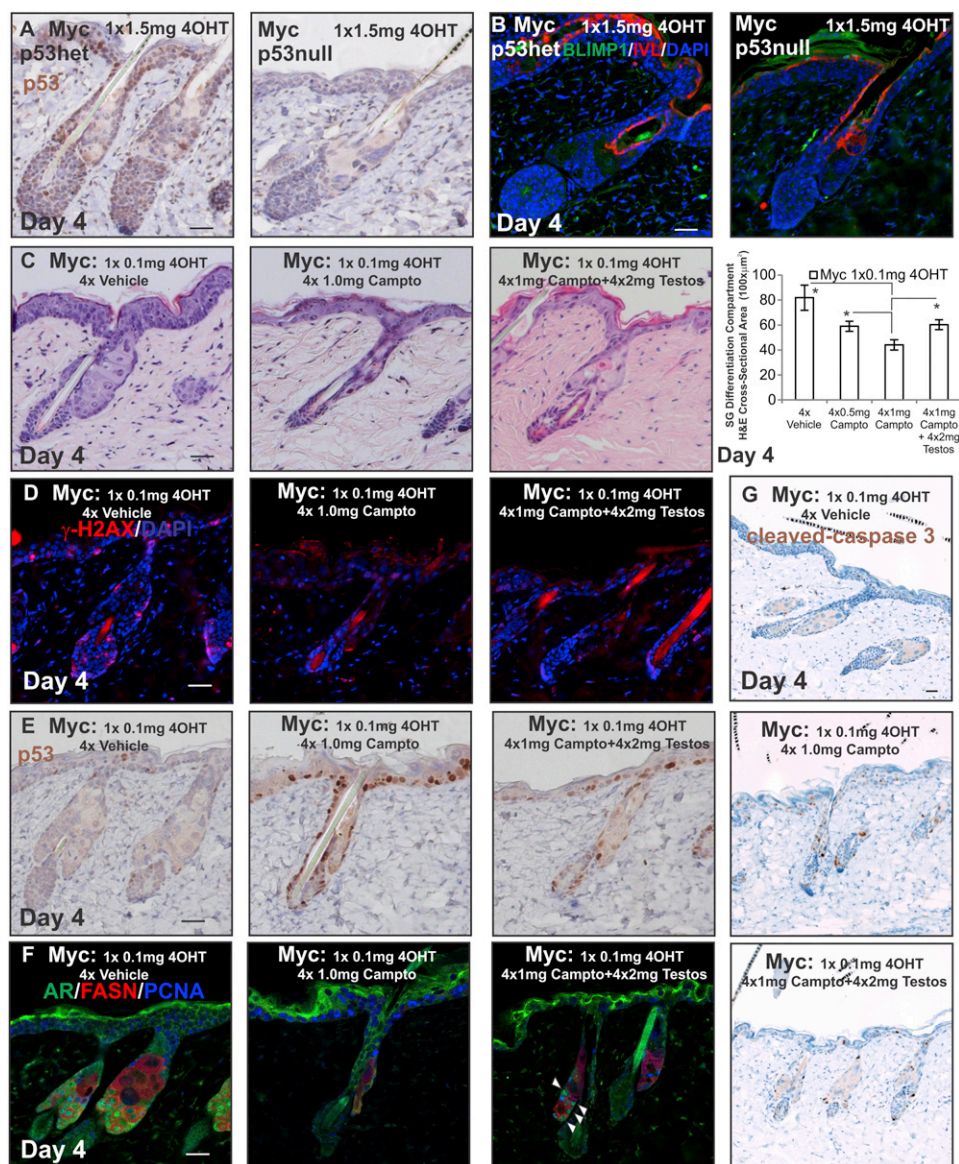 A Myc 1x1.5mg 4OHT
p53het
p53
Day 4
Myc 1x1.5mg 4OHT
p53null
B Myc 1x1.5mg 4OHT
p53het BLIMP1/IVL/DAPI
Myc 1x1.5mg 4OHT
p53null
C Myc: 1x 0.1mg 4OHT
4x Vehicle
Day 4
Myc: 1x 0.1mg 4OHT
4x 1.0mg Campto
Myc: 1x 0.1mg 4OHT
4x1mg Campto+4x2mg Testos
SG Differentiation Compartment
H&E Cross-Sectional Area (100xµm²)
Myc 1x0.1mg 4OHT
100
80
60
40
20
0
*
*
*
4x
Vehicle
4x0.5mg
Campto
4x1mg
Campto
4x1mg
Campto
+ 4x2mg
Testos
Day 4
D Myc: 1x 0.1mg 4OHT
4x Vehicle
γ-H2AX/DAPI
Day 4
Myc: 1x 0.1mg 4OHT
4x 1.0mg Campto
Myc: 1x 0.1mg 4OHT
4x1mg Campto+4x2mg Testos
G Myc: 1x 0.1mg 4OHT
4x Vehicle
cleaved-caspase 3
Day 4
E Myc: 1x 0.1mg 4OHT
4x Vehicle
p53
Day 4
Myc: 1x 0.1mg 4OHT
4x 1.0mg Campto
Myc: 1x 0.1mg 4OHT
4x1mg Campto+4x2mg Testos
Myc: 1x 0.1mg 4OHT
4x 1.0mg Campto
F Myc: 1x 0.1mg 4OHT
4x Vehicle
AR/FASN/PCNA
Day 4
Myc: 1x 0.1mg 4OHT
4x 1.0mg Campto
Myc: 1x 0.1mg 4OHT
4x1mg Campto+4x2mg Testos
Myc: 1x 0.1mg 4OHT
4x1mg Campto+4x2mg Testos